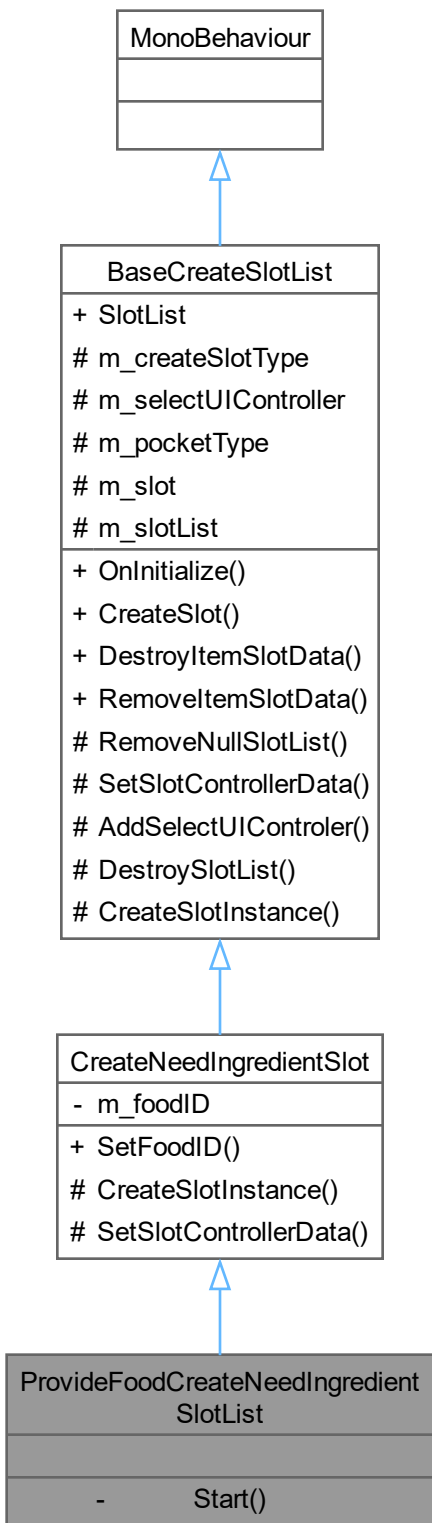 MonoBehaviour
BaseCreateSlotList
+ SlotList
# m_createSlotType
# m_selectUIController
# m_pocketType
# m_slot
# m_slotList
+ OnInitialize()
+ CreateSlot()
+ DestroyItemSlotData()
+ RemoveItemSlotData()
# RemoveNullSlotList()
# SetSlotControllerData()
# AddSelectUIControler()
# DestroySlotList()
# CreateSlotInstance()
CreateNeedIngredientSlot
- m_foodID
+ SetFoodID()
# CreateSlotInstance()
# SetSlotControllerData()
ProvideFoodCreateNeedIngredient
SlotList
- Start()